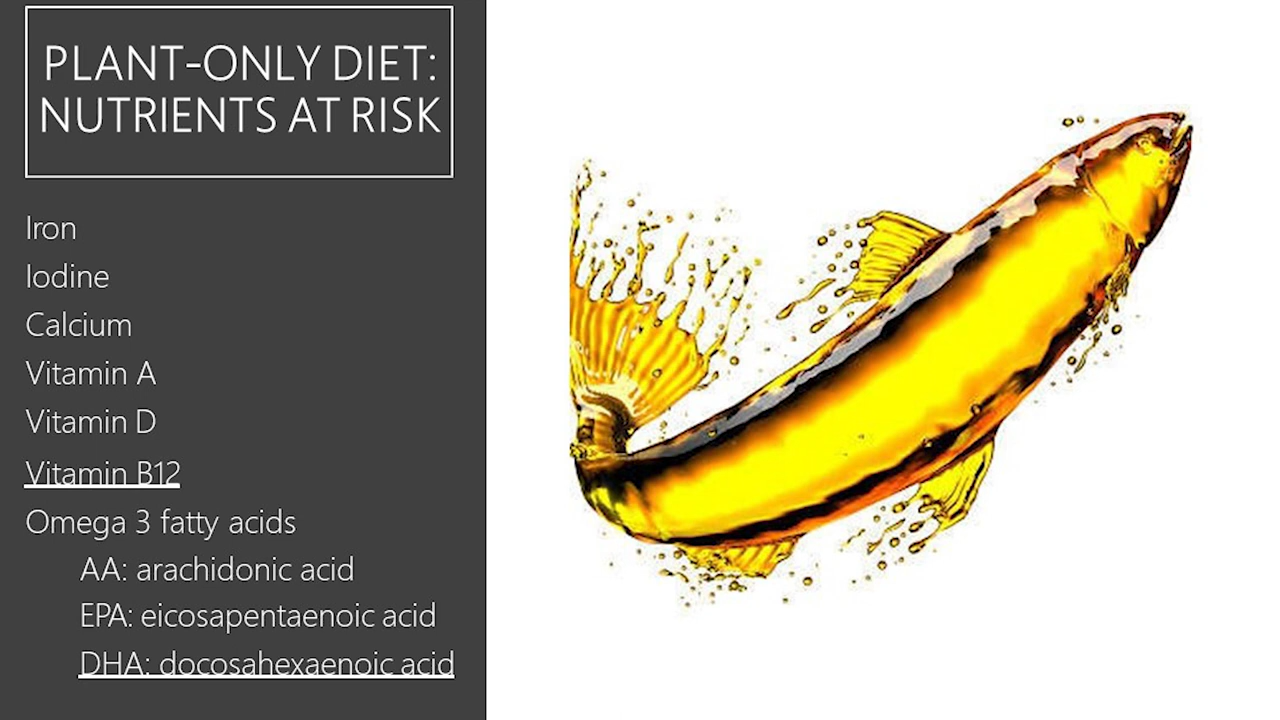 PLANT-ONLY DIET:
NUTRIENTS AT RISK
Iron
Iodine
Calcium
Vitamin A
Vitamin D
Vitamin B12
Omega 3 fatty acids
AA: arachidonic acid
EPA: eicosapentaenoic acid
DHA: docosahexaenoic acid